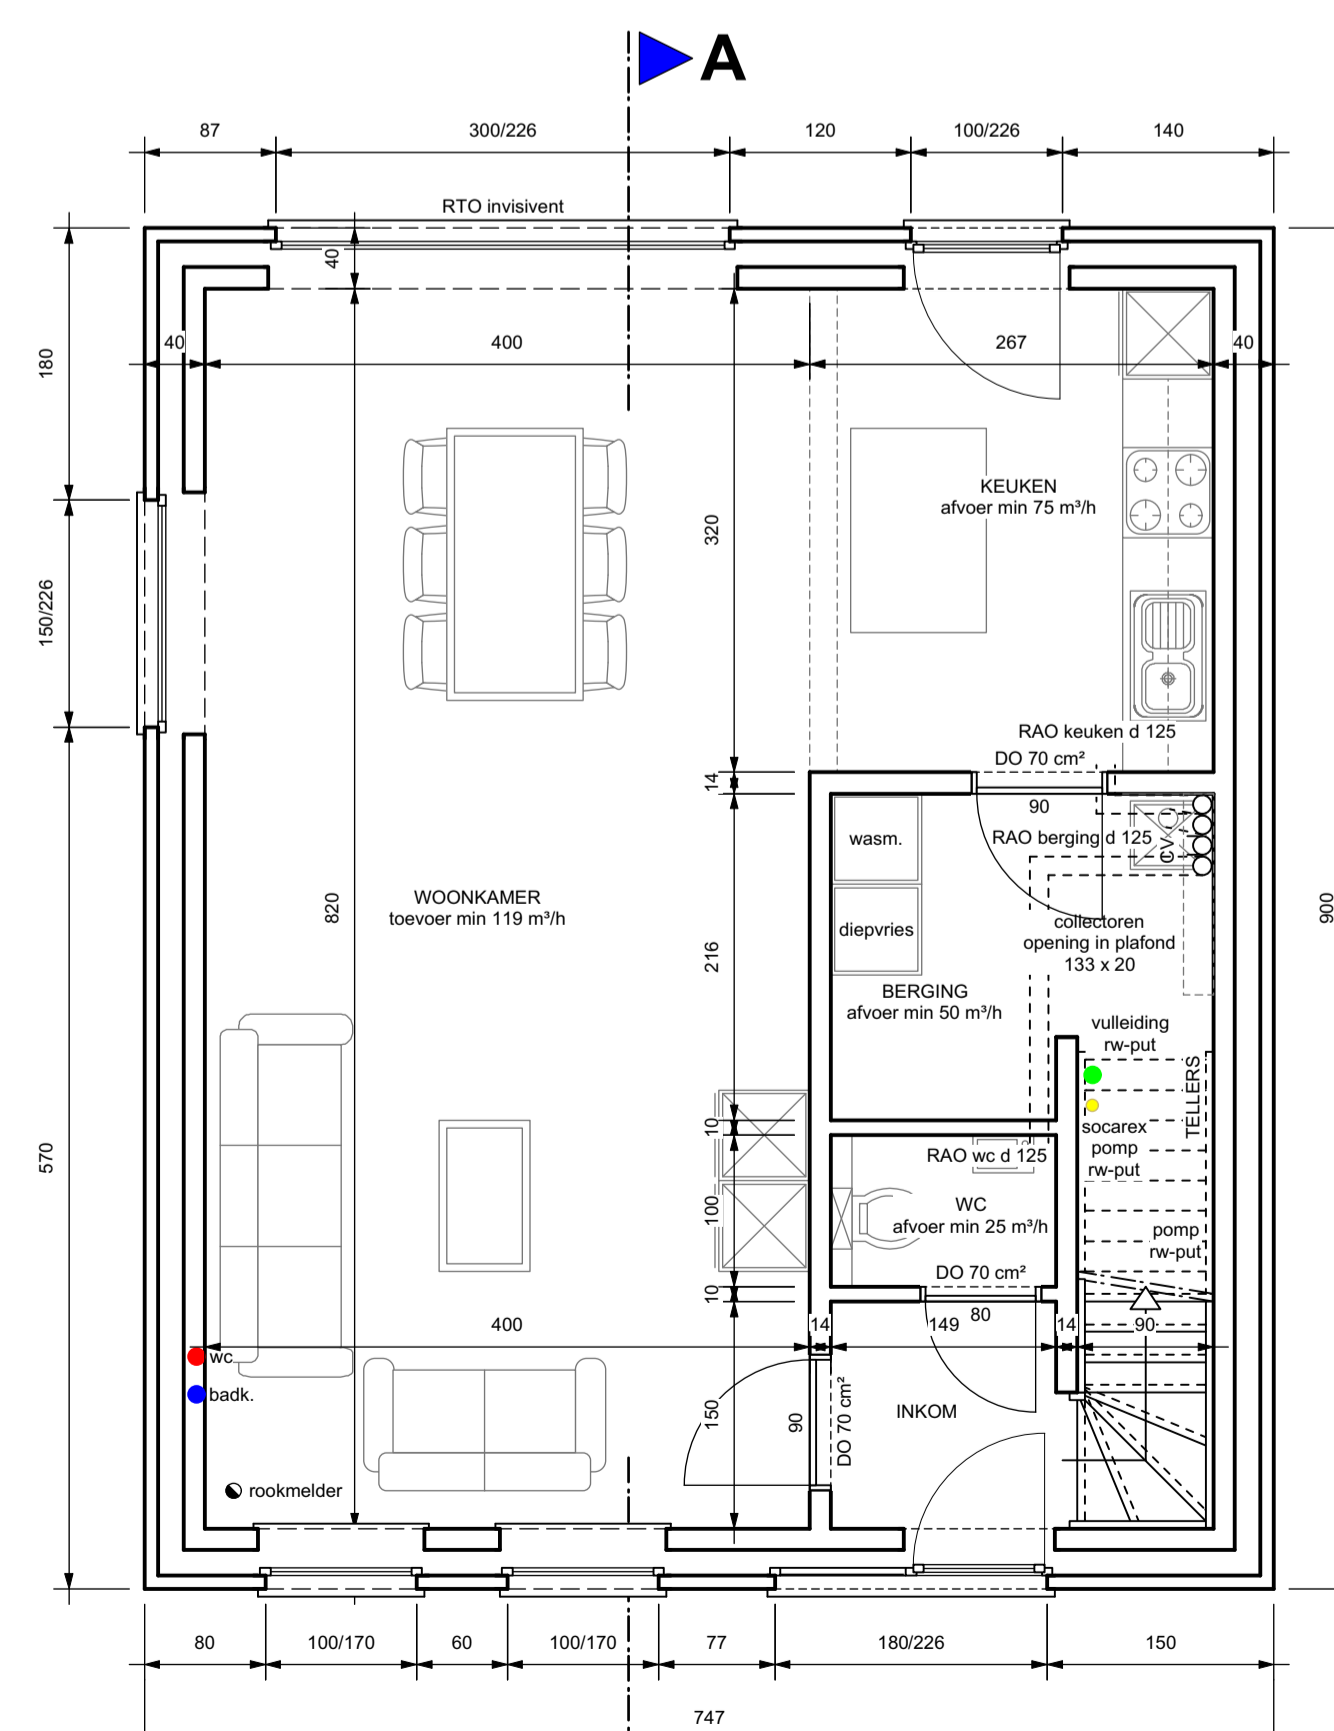 A
87
300/226
120
100/226
140
RTO invisivent
40
40
400
267
40
180
150/226
570
320
KEUKEN
afvoer min 75 m³/h
RAO keuken d 125
DO 70 cm²
14
90
wasm.
RAO berging d 125
CV
diepvries
collectoren
opening in plafond
133 x 20
820
WOONKAMER
toevoer min 119 m³/h
900
216
BERGING
afvoer min 50 m³/h
vulleiding
rw-put
TELLERS
socarex
pomp
rw-put
10
RAO wc d 125
100
WC
afvoer min 25 m³/h
pomp
rw-put
DO 70 cm²
10
80
400
14
149
14
90
wc
badk.
150
90
DO 70 cm²
INKOM
rookmelder
80
100/170
60
100/170
77
180/226
150
747